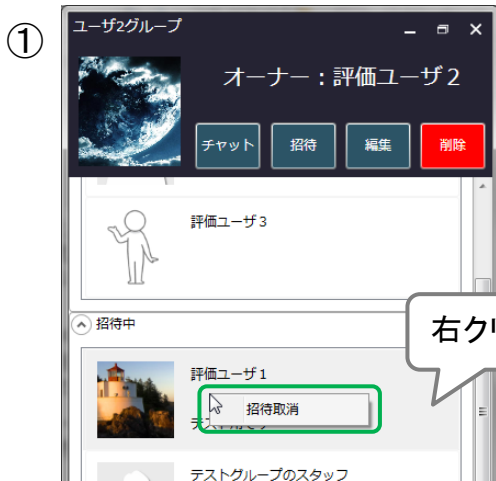 ①
ユーザ2グループ
オーナー：評価ユーザ2
チャット
招待
編集
削除
評価ユーザ3
招待中
右クリ
評価ユーザ1
招待取消
テストグループのスタッフ